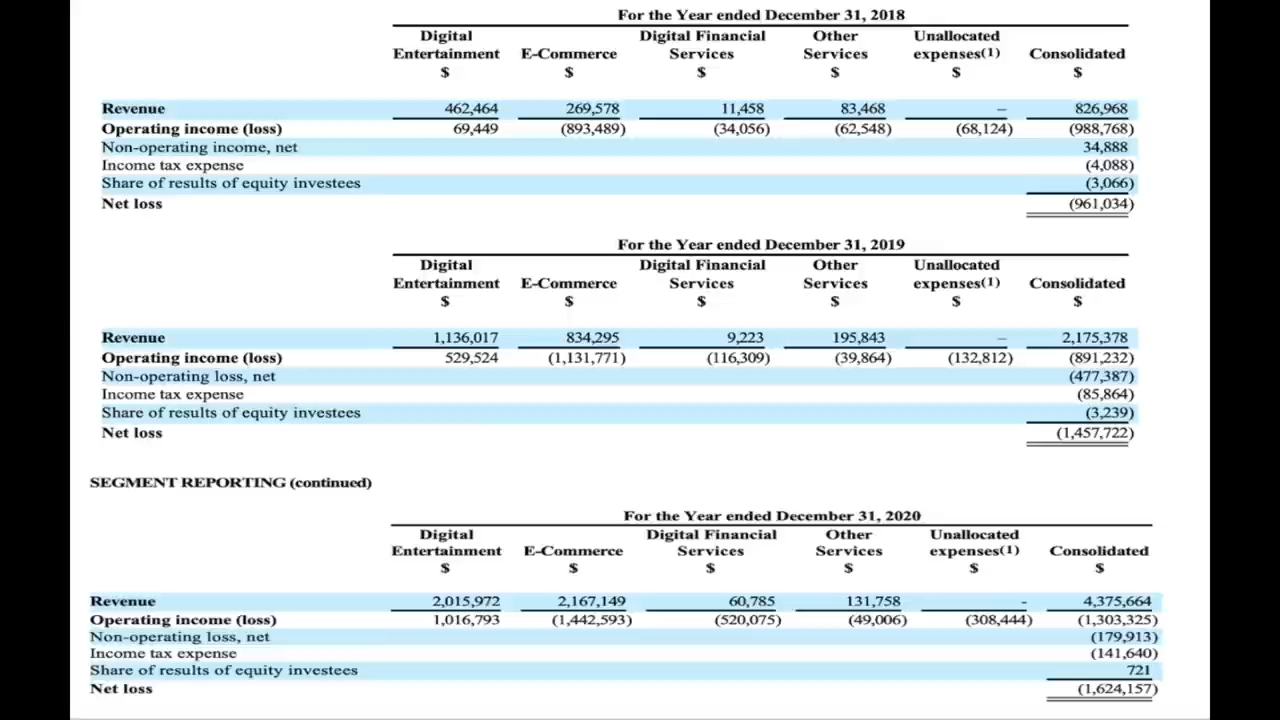 For the Year ended December 31, 2018
Digital Entertainment E-Commerce Digital Financial Services Other Services Unallocated expenses(1) Consolidated
$ $ $ $ $ $
Revenue 462,464 269,578 11,458 83,468 – 826,968
Operating income (loss) 69,449 (893,489) (34,056) (62,548) (68,124) (988,768)
Non-operating income, net 34,888
Income tax expense (4,088)
Share of results of equity investees (3,066)
Net loss (961,034)
For the Year ended December 31, 2019
Digital Entertainment E-Commerce Digital Financial Services Other Services Unallocated expenses(1) Consolidated
$ $ $ $ $ $
Revenue 1,136,017 834,295 9,223 195,843 – 2,175,378
Operating income (loss) 529,524 (1,131,771) (116,309) (39,864) (132,812) (891,232)
Non-operating loss, net (477,387)
Income tax expense (85,864)
Share of results of equity investees (3,239)
Net loss (1,457,722)
SEGMENT REPORTING (continued)
For the Year ended December 31, 2020
Digital Entertainment E-Commerce Digital Financial Services Other Services Unallocated expenses(1) Consolidated
$ $ $ $ $ $
Revenue 2,015,972 2,167,149 60,785 131,758 - 4,375,664
Operating income (loss) 1,016,793 (1,442,593) (520,075) (49,006) (308,444) (1,303,325)
Non-operating loss, net (179,913)
Income tax expense (141,640)
Share of results of equity investees 721
Net loss (1,624,157)